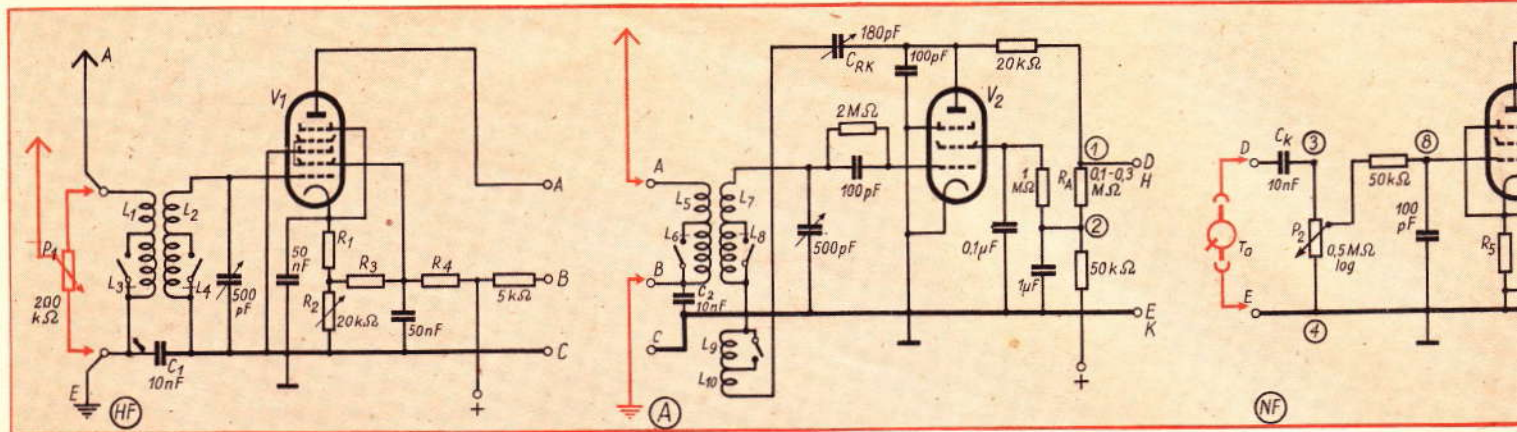 A
V1
P1
200
kΩ
L1
L2
L3
L4
500
pF
50
nF
R1
R3
R4
R2
20kΩ
50nF
5kΩ
A
B
C
C1
10nF
E
HF
+
A
B
C
L5
L6
L7
L8
C2
10nF
L9
L10
A
180pF
CRK
100pF
2MΩ
100pF
500pF
V2
20kΩ
1
MΩ
1
RA
0,1-0,3
MΩ
D
H
2
0,1µF
1µF
50kΩ
E
K
+
D
CK
10nF
3
Ta
E
P2
0,5MΩ
log
4
50kΩ
8
100
pF
R5
NF